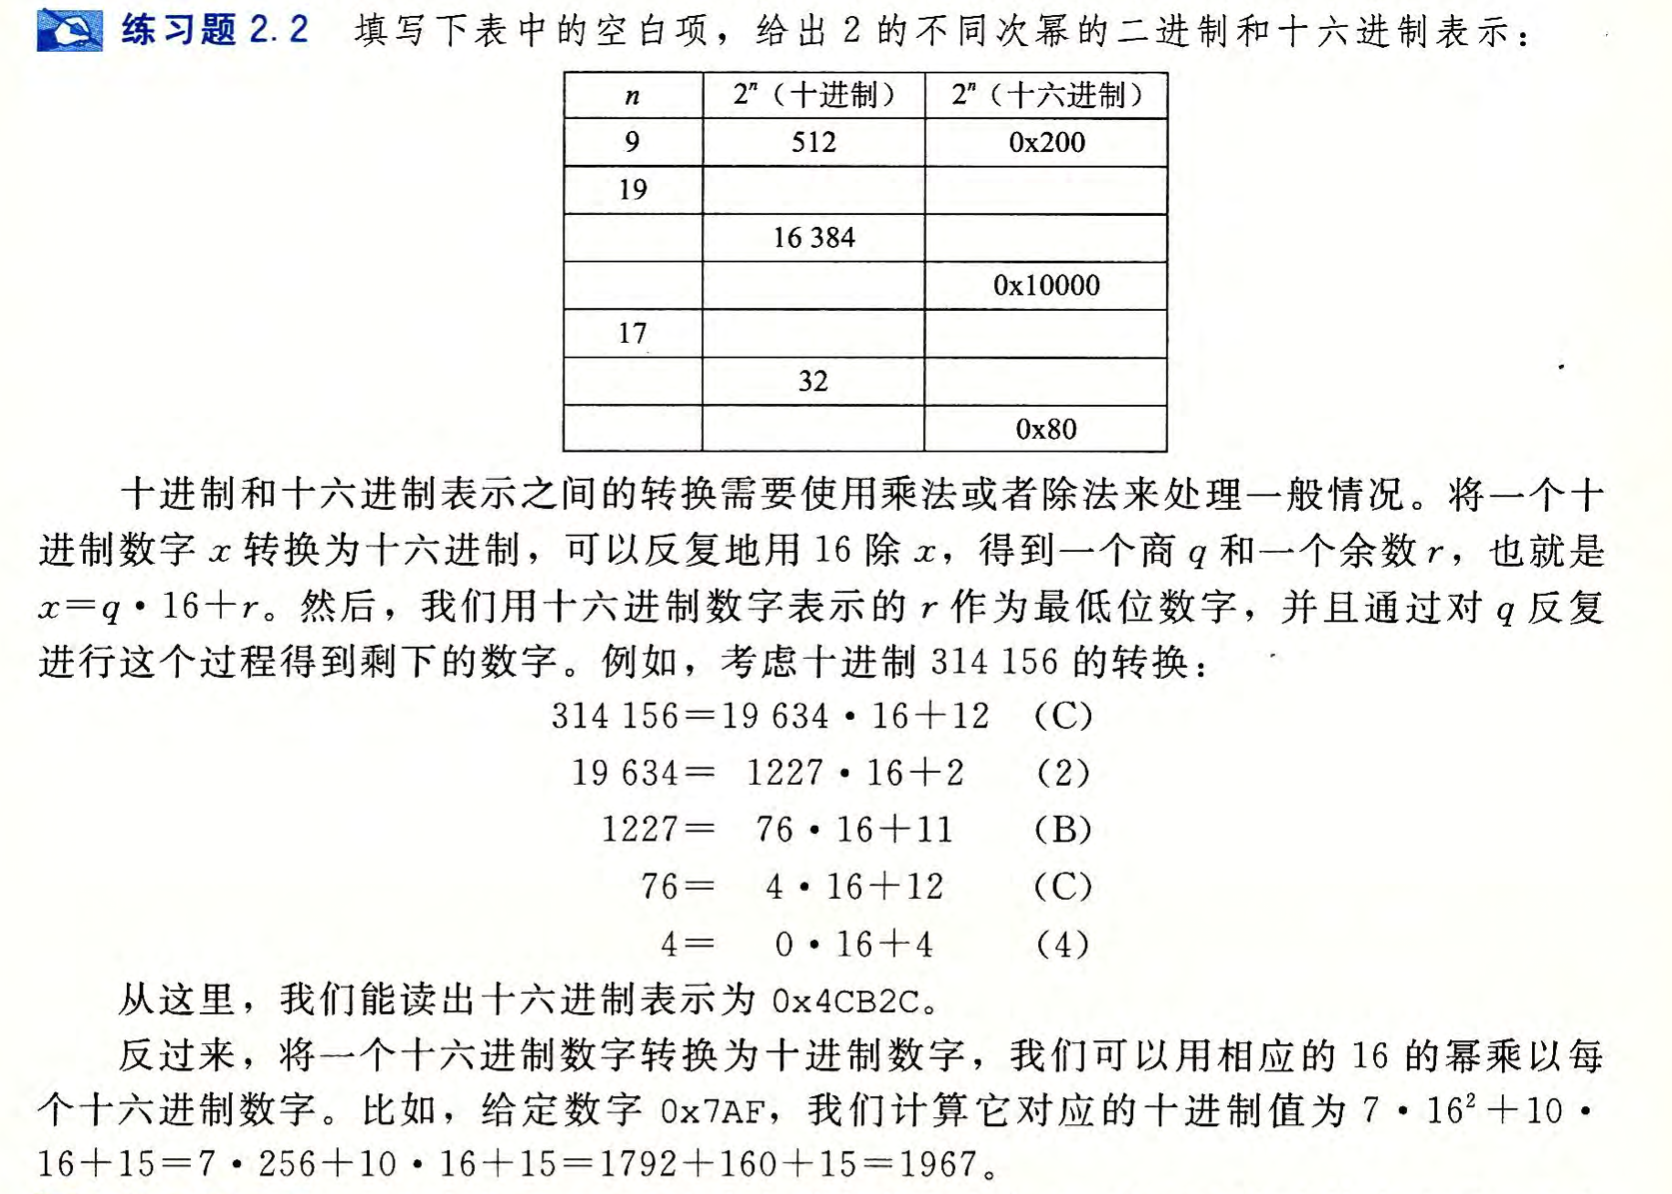 练习题 2.2 填写下表中的空白项，给出 2 的不同次幂的二进制和十六进制表示：
n 2ⁿ（十进制） 2ⁿ（十六进制）
9 512 0x200
19
16 384
0x10000
17
32
0x80
十进制和十六进制表示之间的转换需要使用乘法或者除法来处理一般情况。将一个十
进制数字 x 转换为十六进制，可以反复地用 16 除 x，得到一个商 q 和一个余数 r，也就是
x=q·16+r。然后，我们用十六进制数字表示的 r 作为最低位数字，并且通过对 q 反复
进行这个过程得到剩下的数字。例如，考虑十进制 314 156 的转换：
314 156=19 634·16+12 （C）
19 634= 1227·16+2 （2）
1227= 76·16+11 （B）
76= 4·16+12 （C）
4= 0·16+4 （4）
从这里，我们能读出十六进制表示为 0x4CB2C。
反过来，将一个十六进制数字转换为十进制数字，我们可以用相应的 16 的幂乘以每
个十六进制数字。比如，给定数字 0x7AF，我们计算它对应的十进制值为 7·16²+10·
16+15=7·256+10·16+15=1792+160+15=1967。